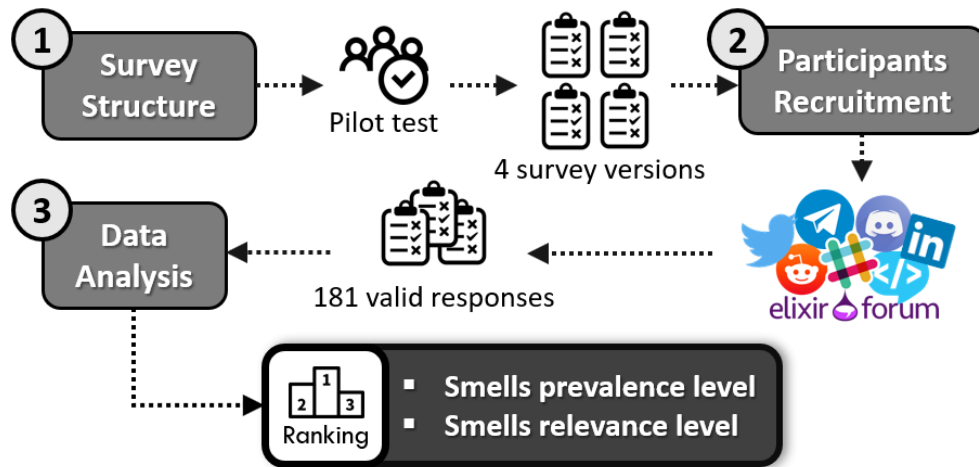 1
Survey
Structure
Pilot test
4 survey versions
2
Participants
Recruitment
in
elixir forum
181 valid responses
3
Data
Analysis
1
2 3
Ranking
▪ Smells prevalence level
▪ Smells relevance level